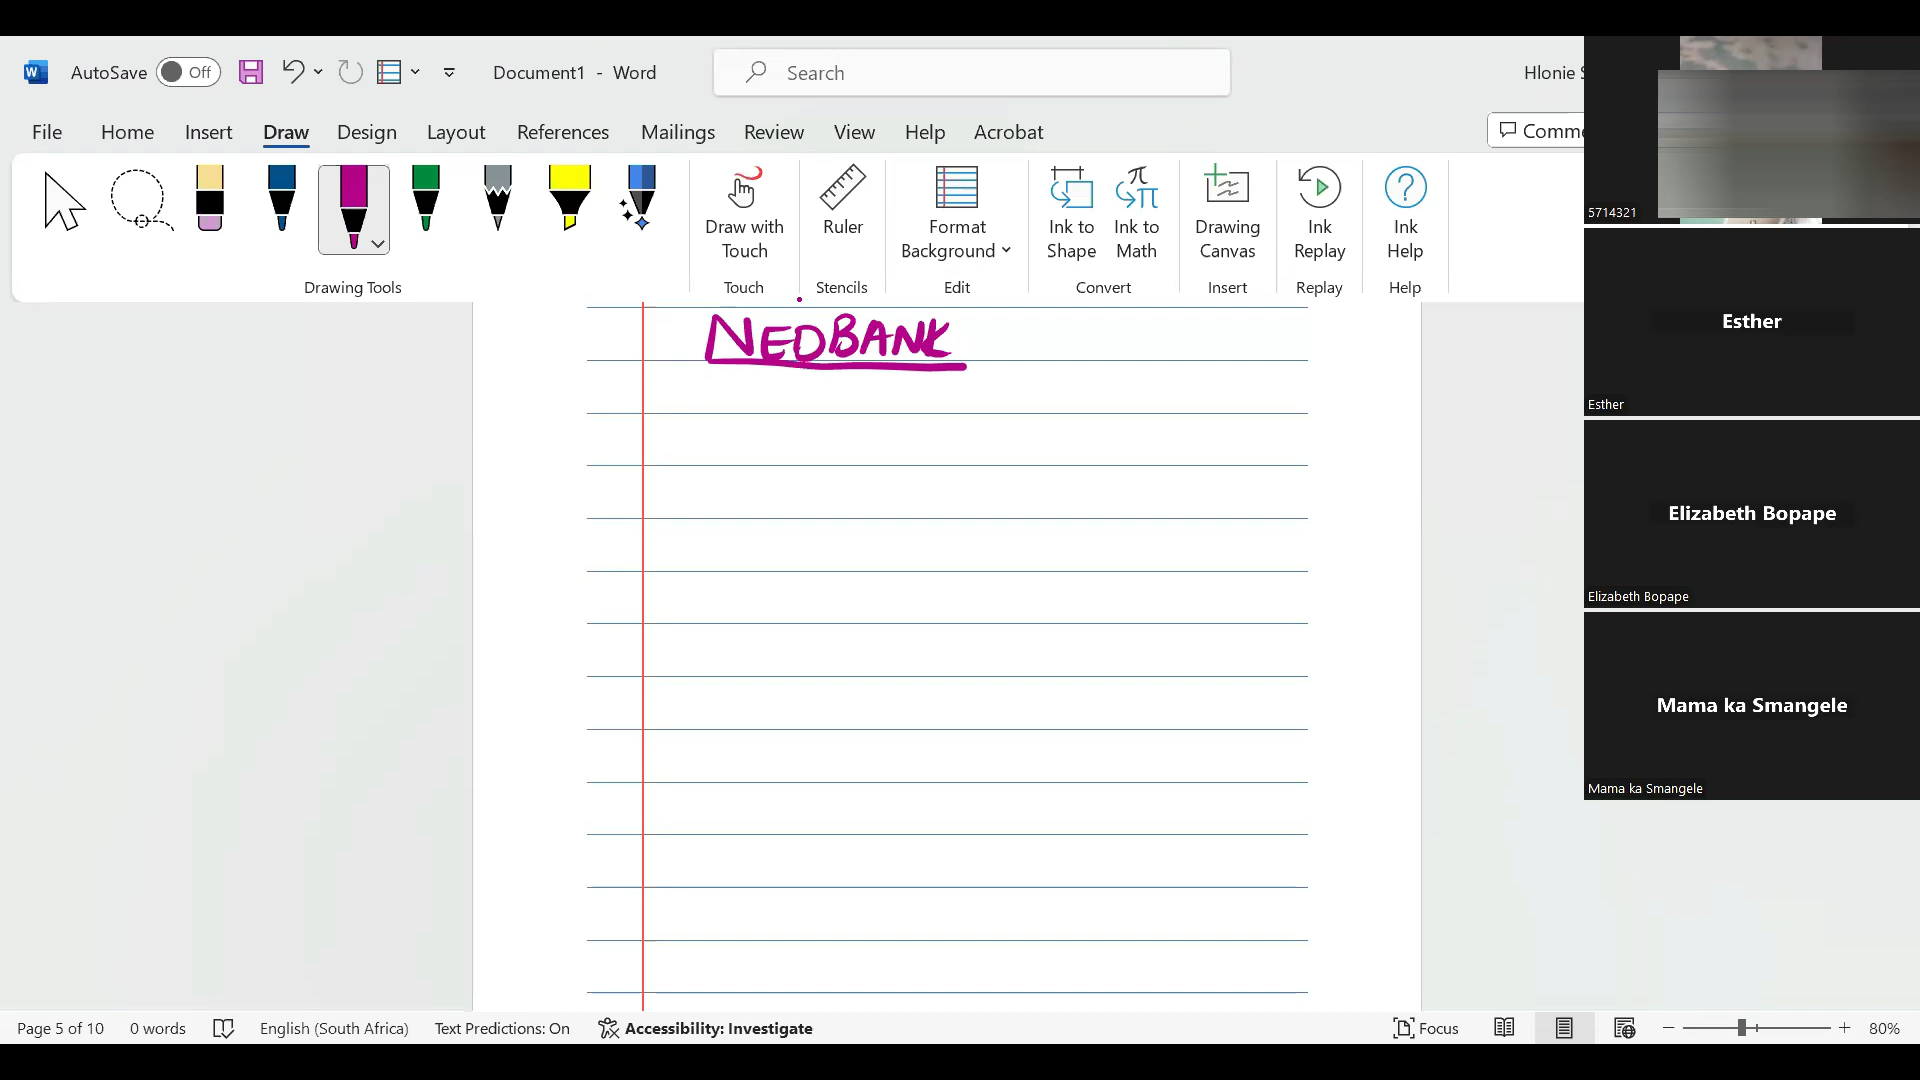 AutoSave Off Document1 - Word Search Hlonie S
File Home Insert Draw Design Layout References Mailings Review View Help Acrobat Comme
Draw with Touch Ruler Format Background Ink to Shape Ink to Math Drawing Canvas Ink Replay Ink Help
Drawing Tools Touch Stencils Edit Convert Insert Replay Help
5714321
NEDBANK
Esther
Esther
Elizabeth Bopape
Elizabeth Bopape
Mama ka Smangele
Mama ka Smangele
Page 5 of 10 0 words English (South Africa) Text Predictions: On Accessibility: Investigate Focus 80%